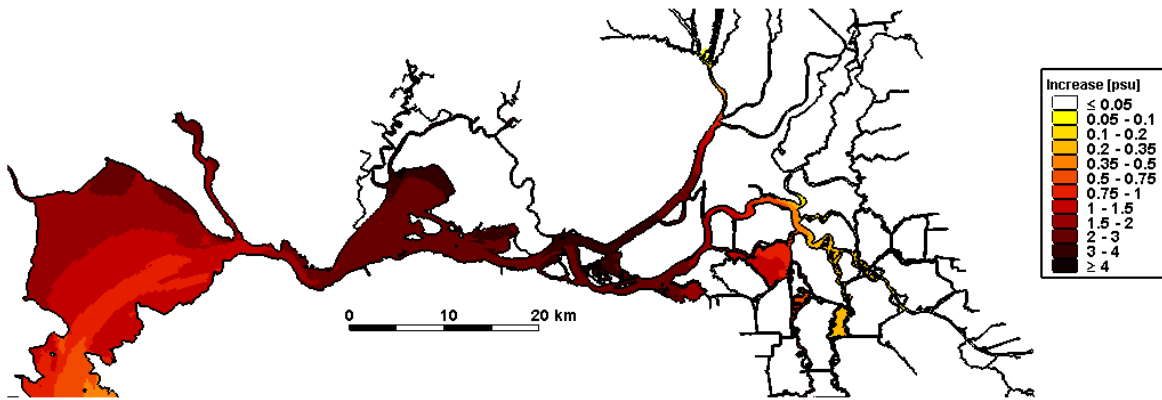 Increase [psu]
≤ 0.05
0.05 - 0.1
0.1 - 0.2
0.2 - 0.35
0.35 - 0.5
0.5 - 0.75
0.75 - 1
1 - 1.5
1.5 - 2
2 - 3
3 - 4
≥ 4
0 10 20 km